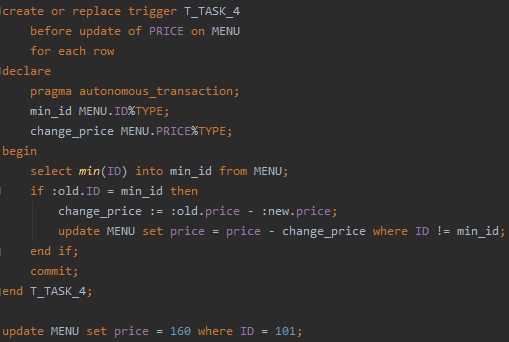 create or replace trigger T_TASK_4
    before update of PRICE on MENU
    for each row
declare
    pragma autonomous_transaction;
    min_id MENU.ID%TYPE;
    change_price MENU.PRICE%TYPE;
begin
    select min(ID) into min_id from MENU;
    if :old.ID = min_id then
        change_price := :old.price - :new.price;
        update MENU set price = price - change_price where ID != min_id;
    end if;
    commit;
end T_TASK_4;

update MENU set price = 160 where ID = 101;